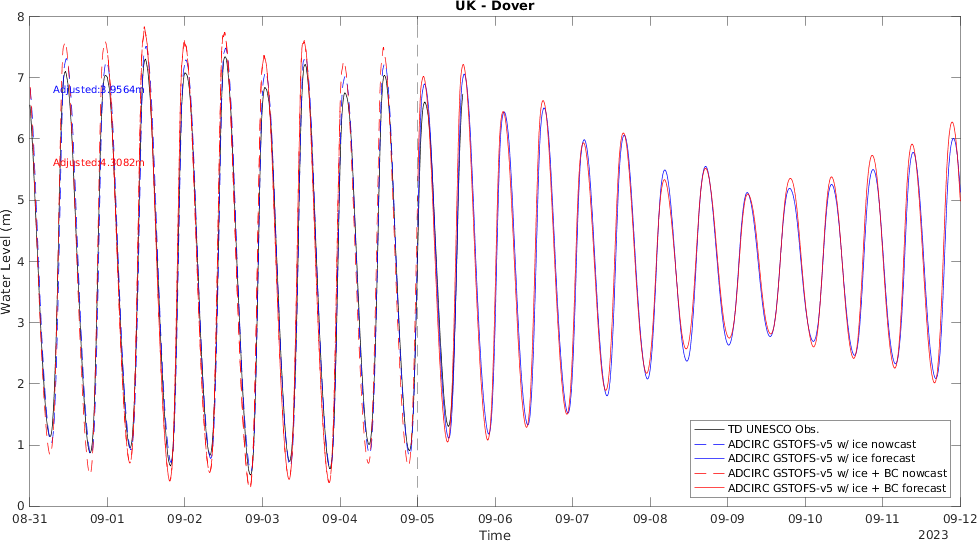 UK - Dover
8
7
6
5
4
3
2
1
0
Water Level (m)
Adjusted:3.9564m
Adjusted:4.3082m
TD UNESCO Obs.
ADCIRC GSTOFS-v5 w/ ice nowcast
ADCIRC GSTOFS-v5 w/ ice forecast
ADCIRC GSTOFS-v5 w/ ice + BC nowcast
ADCIRC GSTOFS-v5 w/ ice + BC forecast
08-31 09-01 09-02 09-03 09-04 09-05 09-06 09-07 09-08 09-09 09-10 09-11 09-12
Time
2023